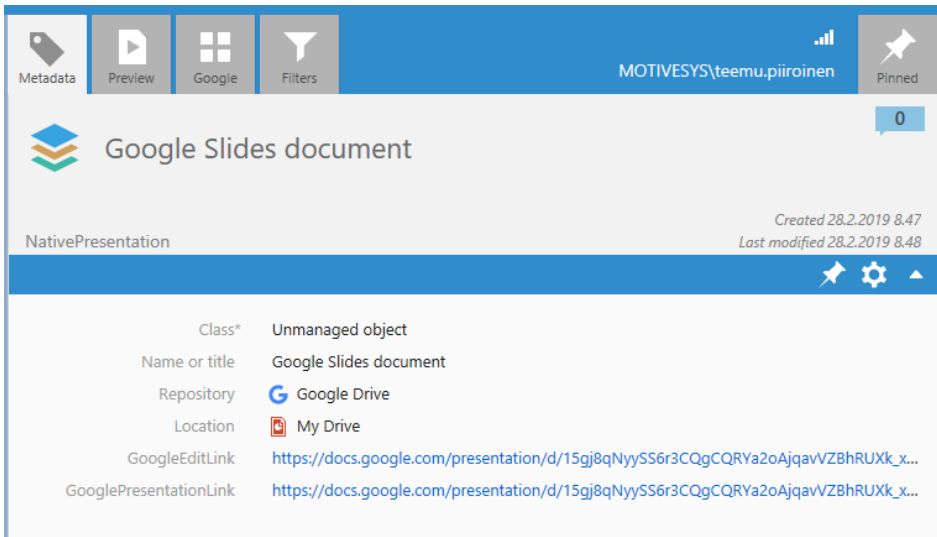 Metadata
Preview
Google
Filters
MOTIVESYS\teemu.piiroinen
Pinned
0
Google Slides document
NativePresentation
Created 28.2.2019 8.47
Last modified 28.2.2019 8.48
Class* Unmanaged object
Name or title Google Slides document
Repository Google Drive
Location My Drive
GoogleEditLink https://docs.google.com/presentation/d/15gj8qNyySS6r3CQgCQRYa2oAjqavVZBhRUXk_x...
GooglePresentationLink https://docs.google.com/presentation/d/15gj8qNyySS6r3CQgCQRYa2oAjqavVZBhRUXk_x...